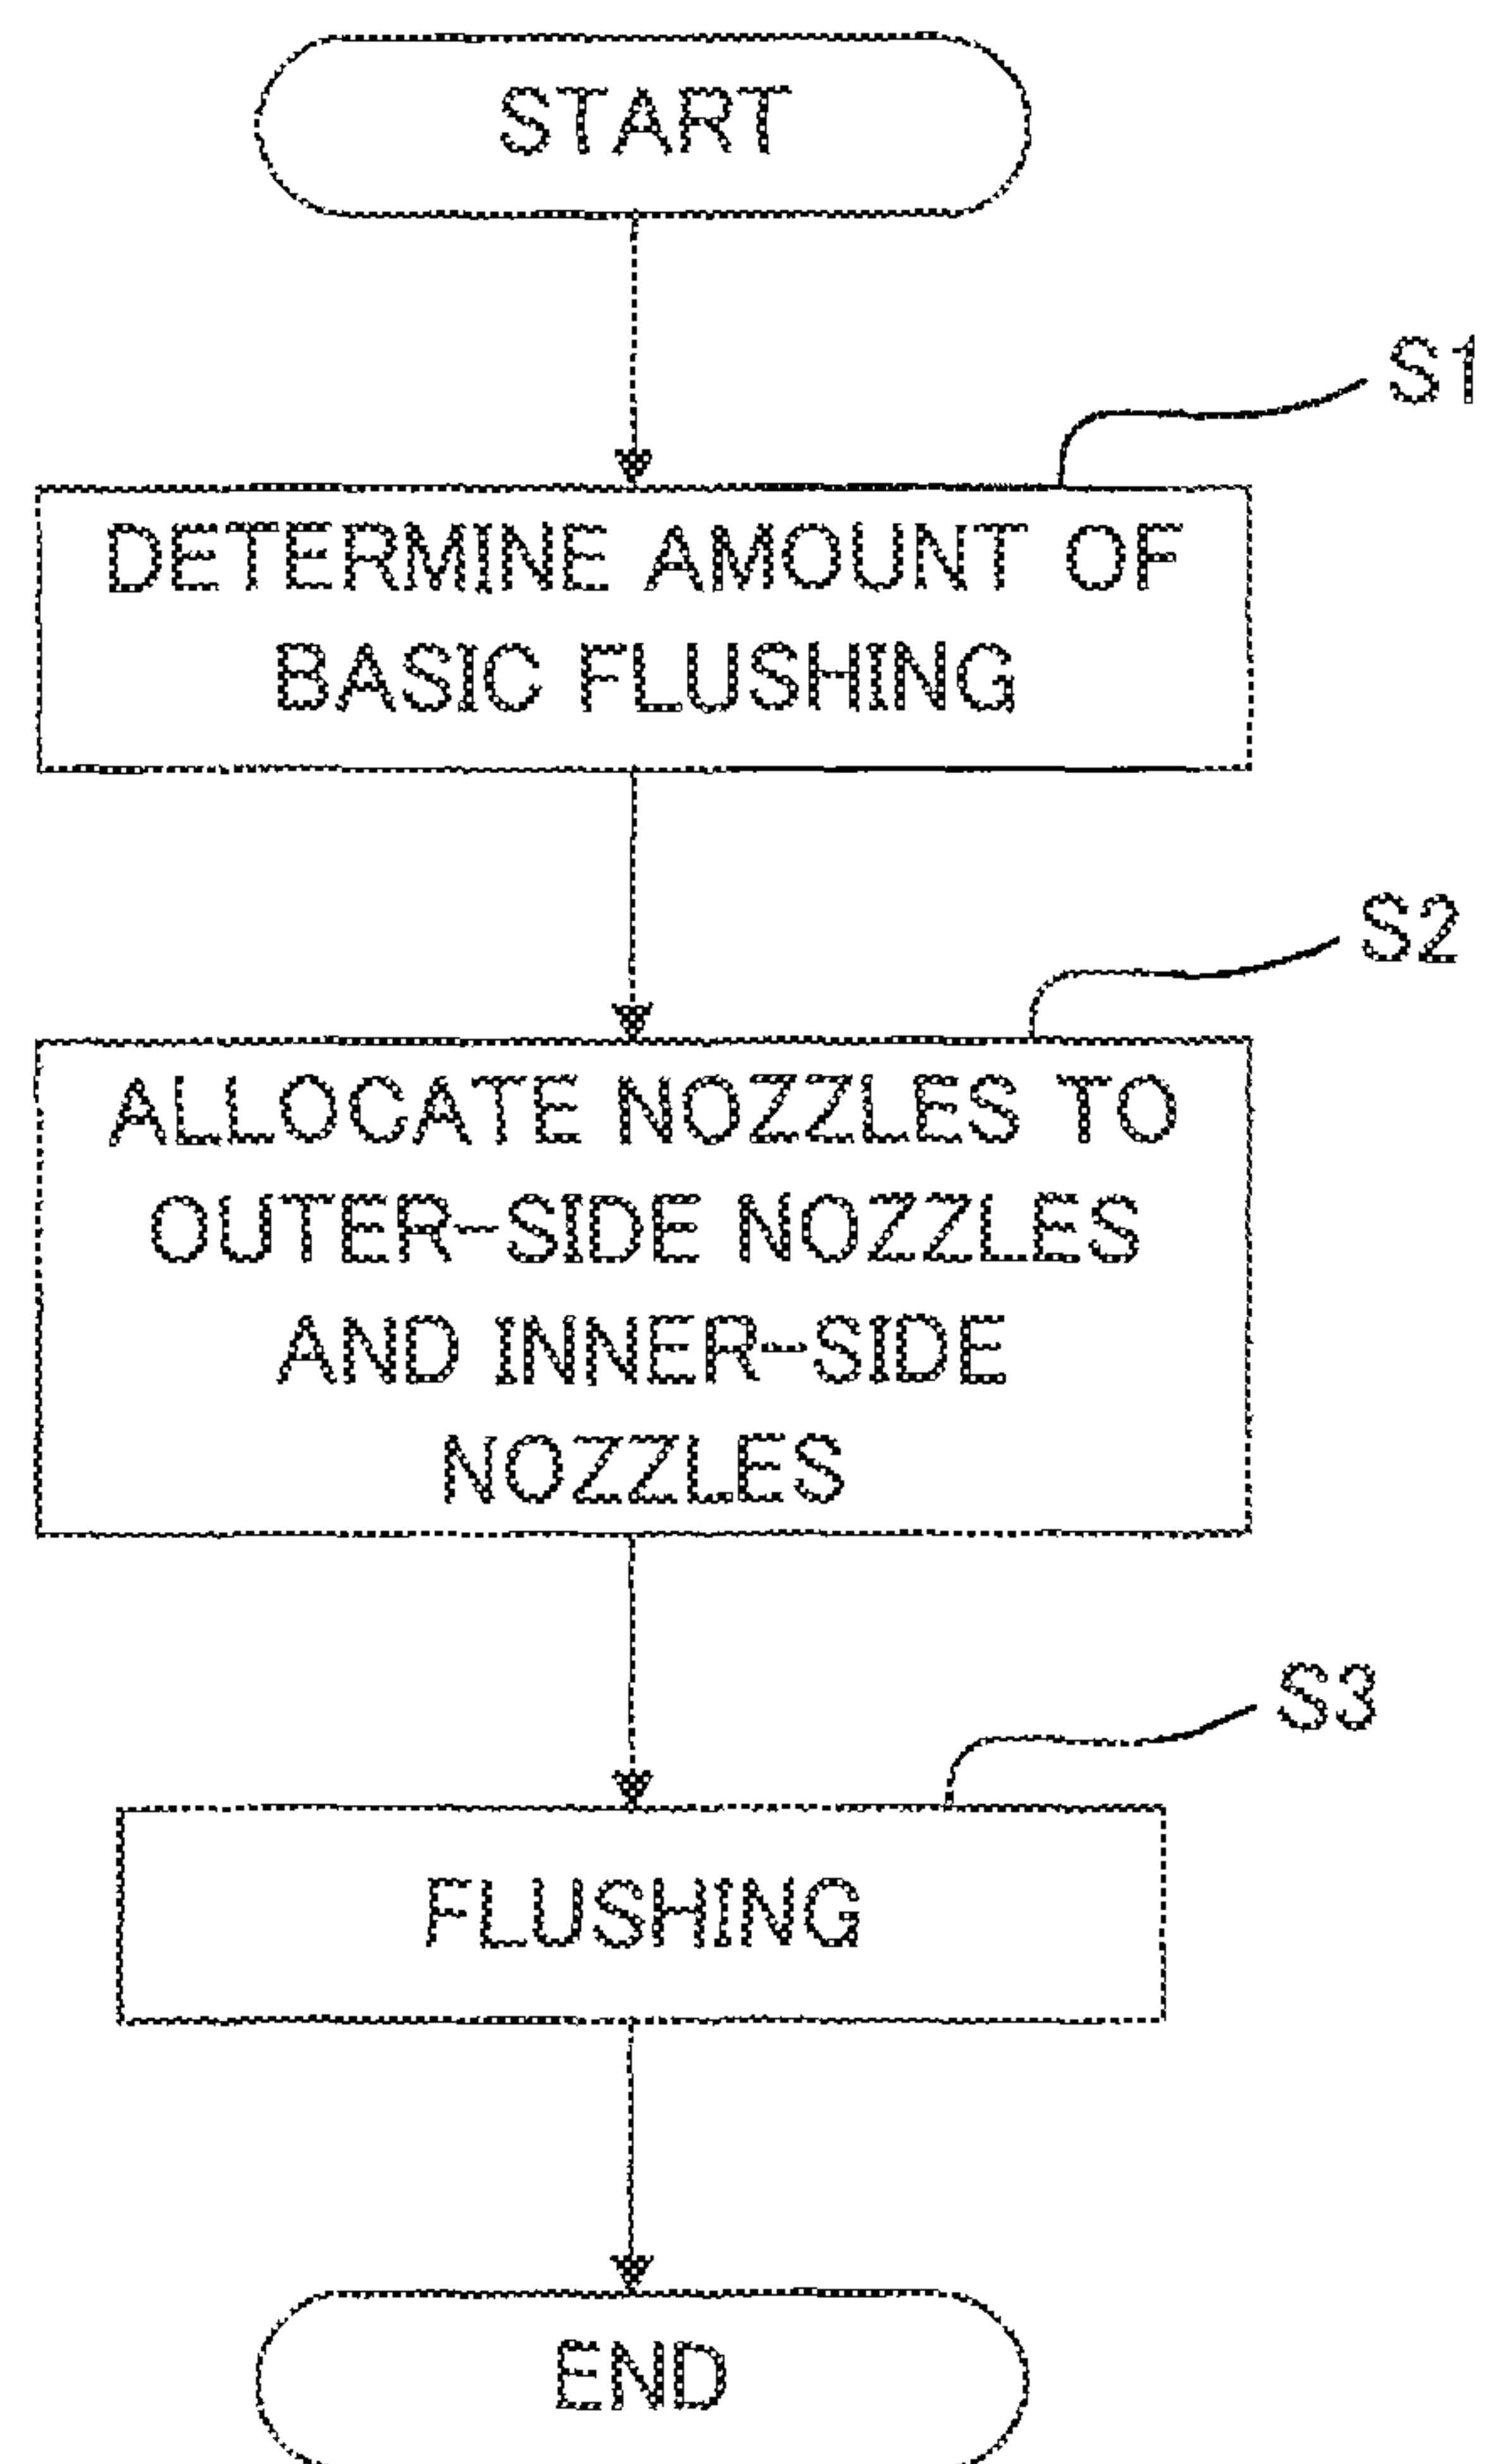 START
S1
DETERMINE AMOUNT OF
BASIC FLUSHING
S2
ALLOCATE NOZZLES TO
OUTER-SIDE NOZZLES
AND INNER-SIDE
NOZZLES
S3
FLUSHING
END